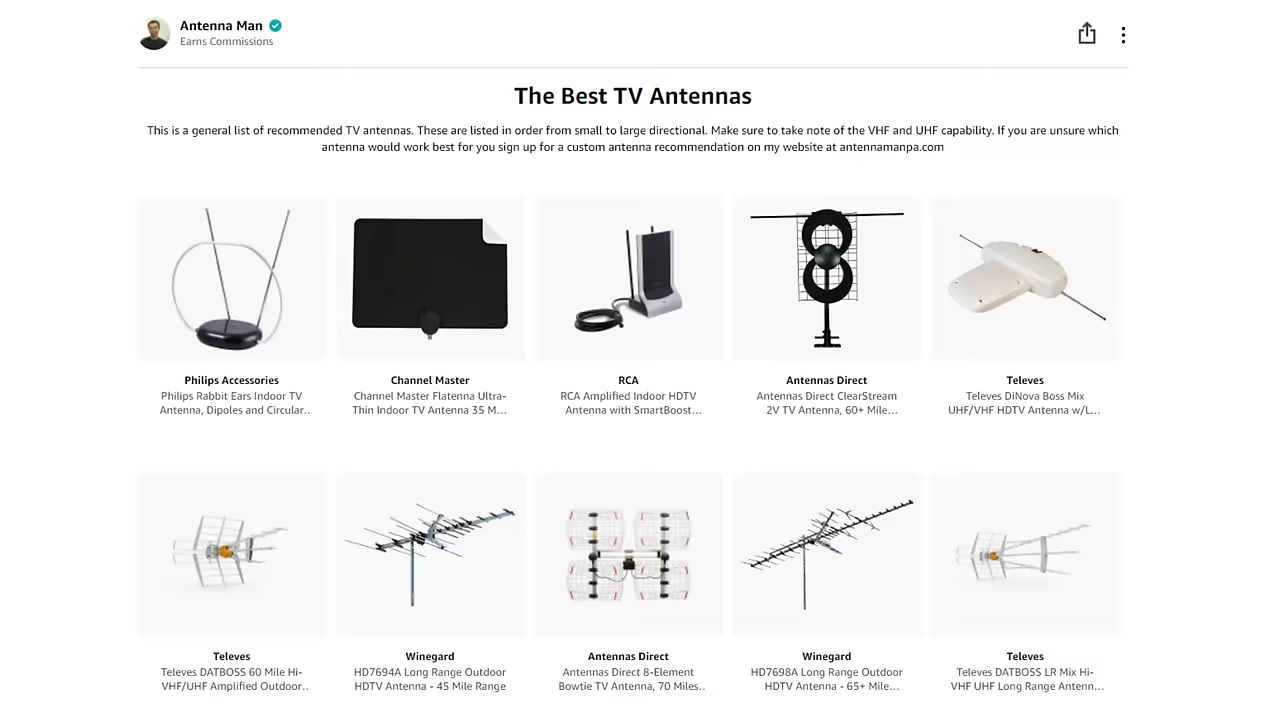 Antenna Man
Earns Commissions
The Best TV Antennas
This is a general list of recommended TV antennas. These are listed in order from small to large directional. Make sure to take note of the VHF and UHF capability. If you are unsure which
antenna would work best for you sign up for a custom antenna recommendation on my website at antennamanpa.com
Philips Accessories
Philips Rabbit Ears Indoor TV
Antenna, Dipoles and Circular..
Channel Master
Channel Master Flatenna Ultra-
Thin Indoor TV Antenna 35 M...
RCA
RCA Amplified Indoor HDTV
Antenna with SmartBoost...
Antennas Direct
Antennas Direct ClearStream
2V TV Antenna, 60+ Mile...
Televes
Televes DiNova Boss Mix
UHF/VHF HDTV Antenna w/L...
Televes
Televes DATBOSS 60 Mile Hi-
VHF/UHF Amplified Outdoor..
Winegard
HD7694A Long Range Outdoor
HDTV Antenna - 45 Mile Range
Antennas Direct
Antennas Direct 8-Element
Bowtie TV Antenna, 70 Miles..
Winegard
HD7698A Long Range Outdoor
HDTV Antenna - 65+ Mile...
Televes
Televes DATBOSS LR Mix Hi-
VHF UHF Long Range Antenn...